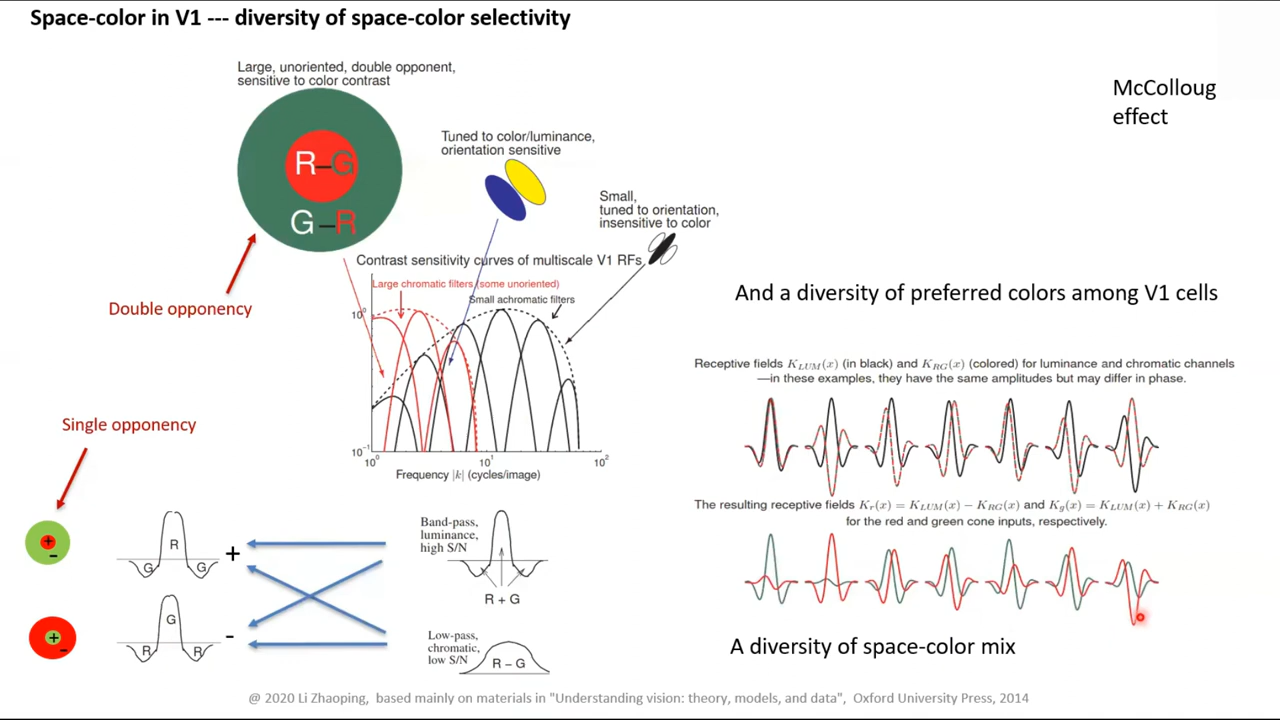 Space-color in V1 --- diversity of space-color selectivity
Large, unoriented, double opponent,
sensitive to color contrast
R–G
G–R
Double opponency
Tuned to color/luminance,
orientation sensitive
Small,
tuned to orientation,
insensitive to color
McColloug
effect
Contrast sensitivity curves of multiscale V1 RFs
Large chromatic filters (some unoriented)
Small achromatic filters
10⁰
10⁻¹
10⁰
10¹
10²
Frequency |k| (cycles/image)
And a diversity of preferred colors among V1 cells
Receptive fields K_LUM(x) (in black) and K_RG(x) (colored) for luminance and chromatic channels
—in these examples, they have the same amplitudes but may differ in phase.
The resulting receptive fields K_r(x) = K_LUM(x) − K_RG(x) and K_g(x) = K_LUM(x) + K_RG(x)
for the red and green cone inputs, respectively.
A diversity of space-color mix
Single opponency
+
-
R
G
G
+
Band-pass,
luminance,
high S/N
R + G
+
-
G
R
R
-
Low-pass,
chromatic,
low S/N
R – G
@ 2020 Li Zhaoping, based mainly on materials in "Understanding vision: theory, models, and data", Oxford University Press, 2014